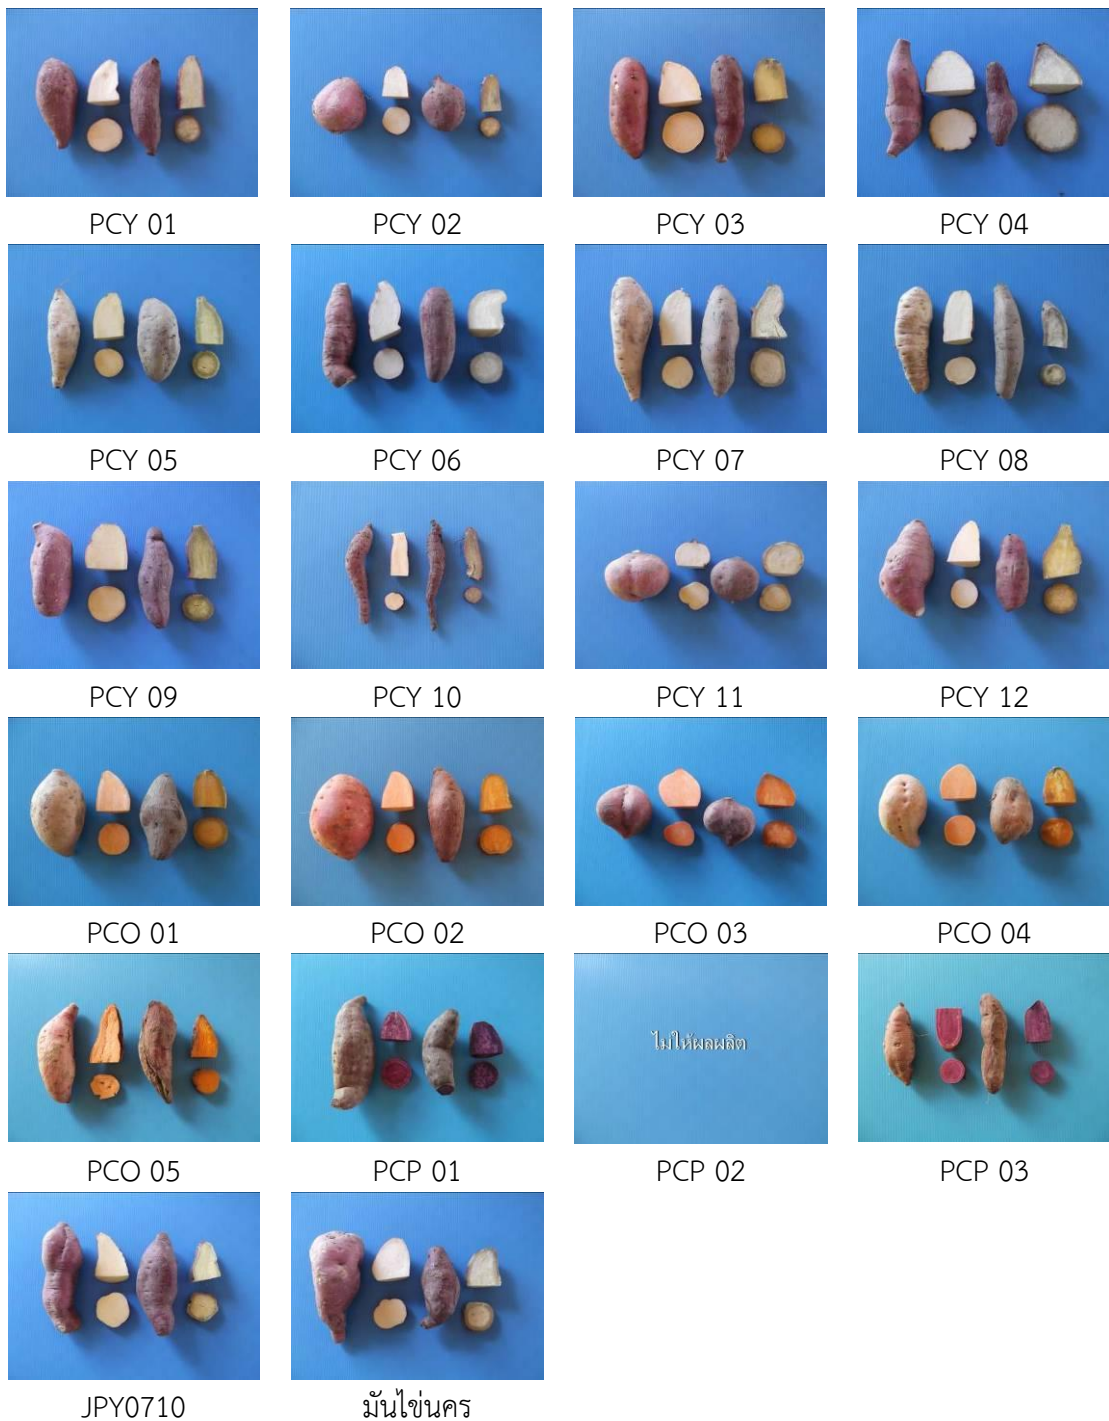 PCY 01
PCY 02
PCY 03
PCY 04
PCY 05
PCY 06
PCY 07
PCY 08
PCY 09
PCY 10
PCY 11
PCY 12
PCO 01
PCO 02
PCO 03
PCO 04
ไม่ให้ผลผลิต
PCO 05
PCP 01
PCP 02
PCP 03
JPY0710
มันไข่นคร